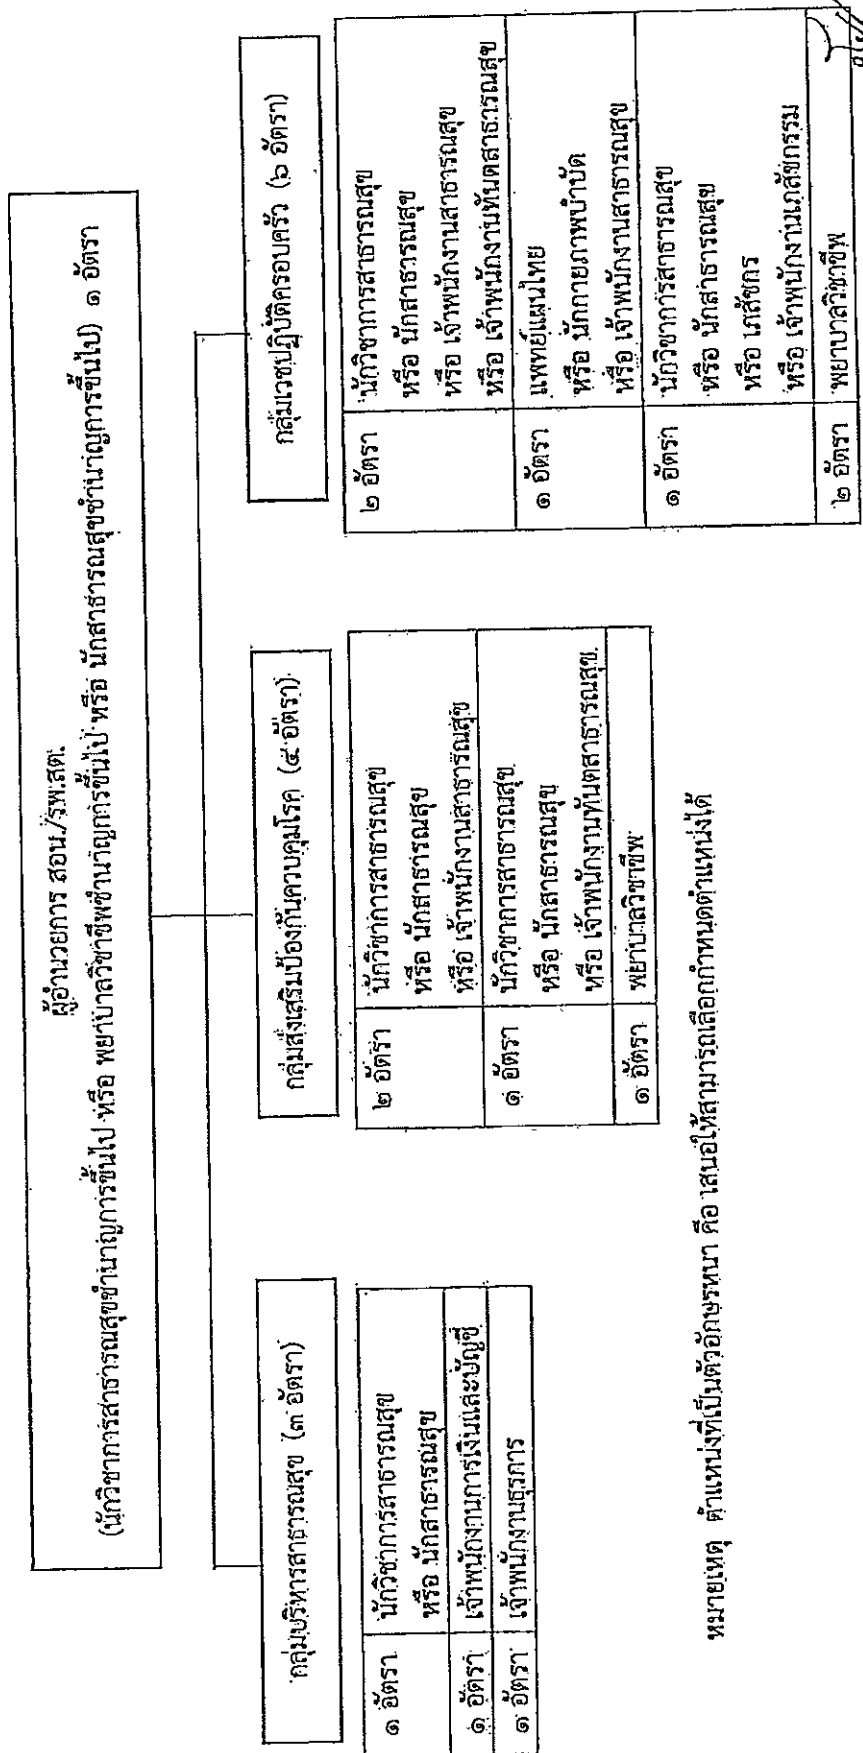 ผู้อำนวยการ สอน./รพ.สต.
(นักวิชาการสาธารณสุขชำนาญการขึ้นไป หรือ พยาบาลวิชาชีพชำนาญการขึ้นไป หรือ นักสาธารณสุขชำนาญการขึ้นไป) ๑ อัตรา
กลุ่มบริหารสาธารณสุข (๓ อัตรา)
๑ อัตรา นักวิชาการสาธารณสุข
หรือ นักสาธารณสุข
๑ อัตรา เจ้าพนักงานการเงินและบัญชี
๑ อัตรา เจ้าพนักงานธุรการ
กลุ่มส่งเสริมป้องกันควบคุมโรค (๔ อัตรา)
๒ อัตรา นักวิชาการสาธารณสุข
หรือ นักสาธารณสุข
หรือ เจ้าพนักงานสาธารณสุข
๑ อัตรา นักวิชาการสาธารณสุข
หรือ นักสาธารณสุข
หรือ เจ้าพนักงานทันตสาธารณสุข
๑ อัตรา พยาบาลวิชาชีพ
กลุ่มเวชปฏิบัติครอบครัว (๖ อัตรา)
๒ อัตรา นักวิชาการสาธารณสุข
หรือ นักสาธารณสุข
หรือ เจ้าพนักงานสาธารณสุข
หรือ เจ้าพนักงานทันตสาธารณสุข
๑ อัตรา แพทย์แผนไทย
หรือ นักกายภาพบำบัด
หรือ เจ้าพนักงานสาธารณสุข
๑ อัตรา นักวิชาการสาธารณสุข
หรือ นักสาธารณสุข
หรือ เภสัชกร
หรือ เจ้าพนักงานเภสัชกรรม
๒ อัตรา พยาบาลวิชาชีพ
หมายเหตุ ตำแหน่งที่เป็นตัวอักษรหนา คือ เสนอให้สามารถเลือกกำหนดตำแหน่งได้